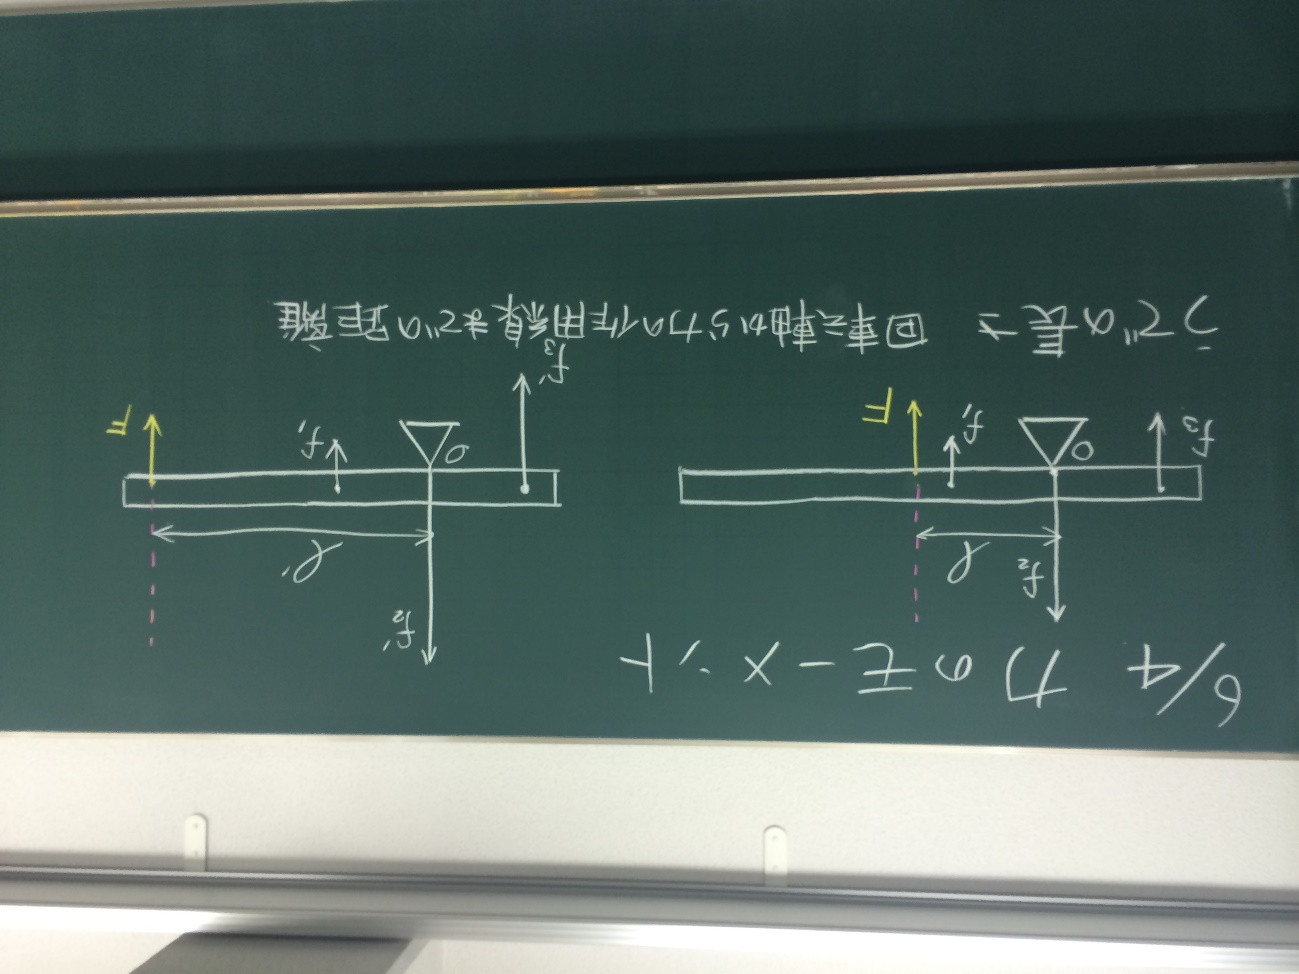 6/4 力のモーメント
f₂ l f₃ O f₁ F
f₂' l' f₃' O f₁' F
うでの長さ 回転軸から力の作用線までの距離